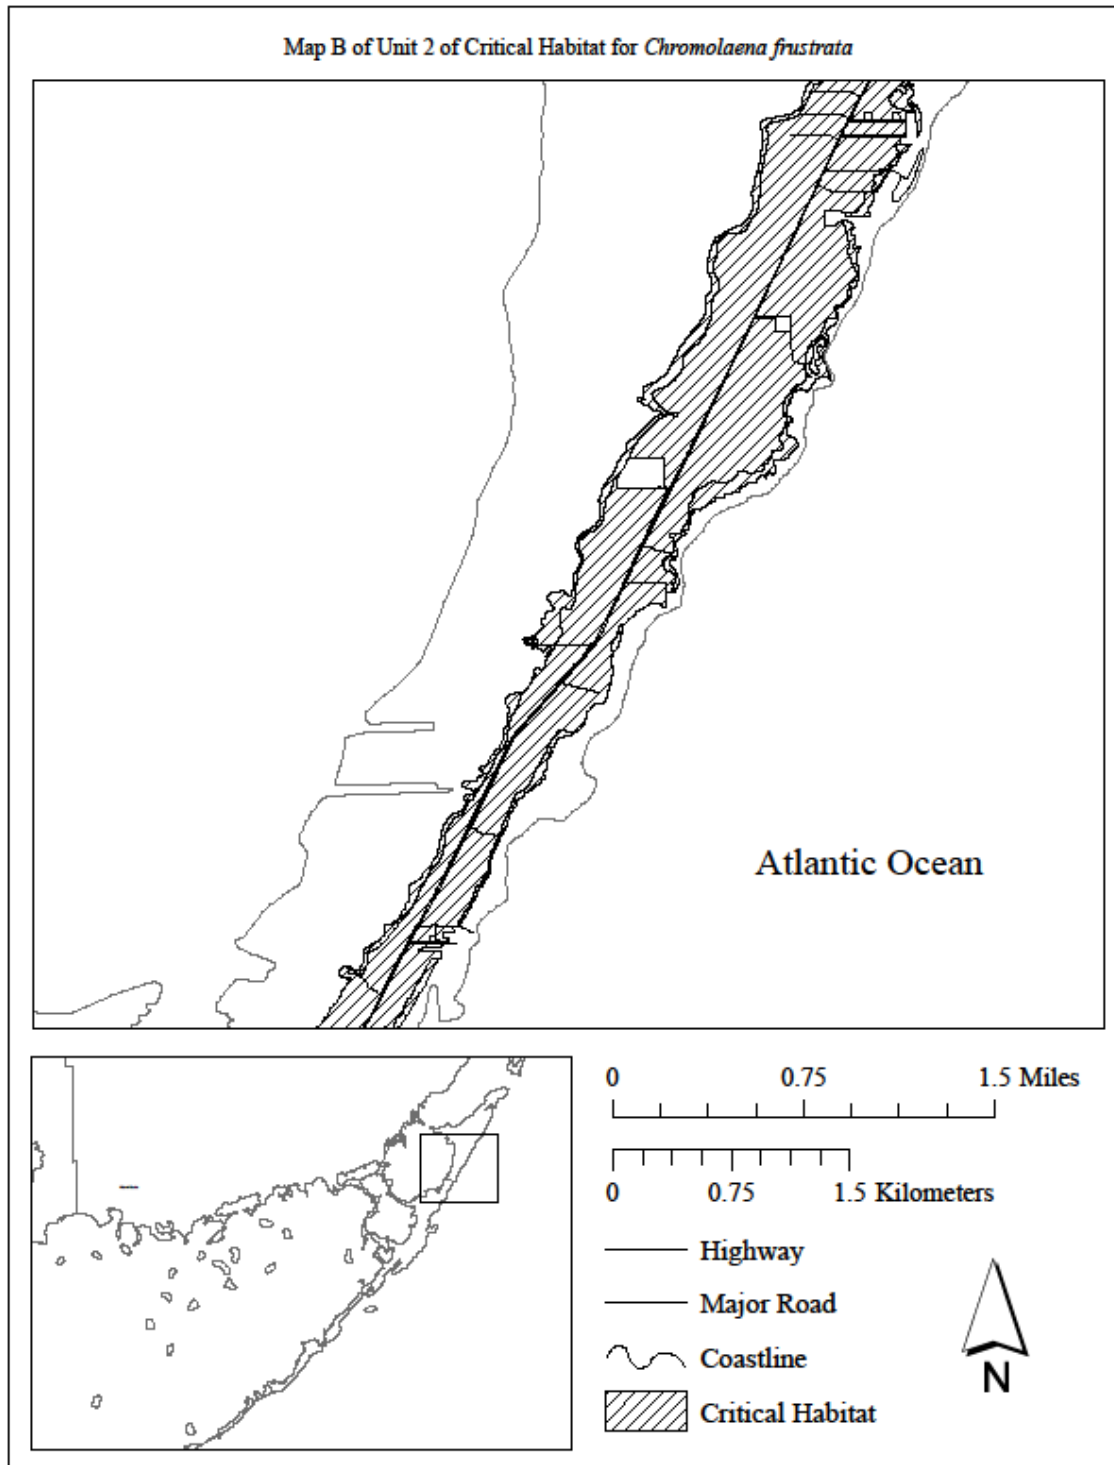 Map B of Unit 2 of Critical Habitat for Chromolaena frustrata
Atlantic Ocean
0 0.75 1.5 Miles
0 0.75 1.5 Kilometers
Highway
Major Road
Coastline
Critical Habitat
N